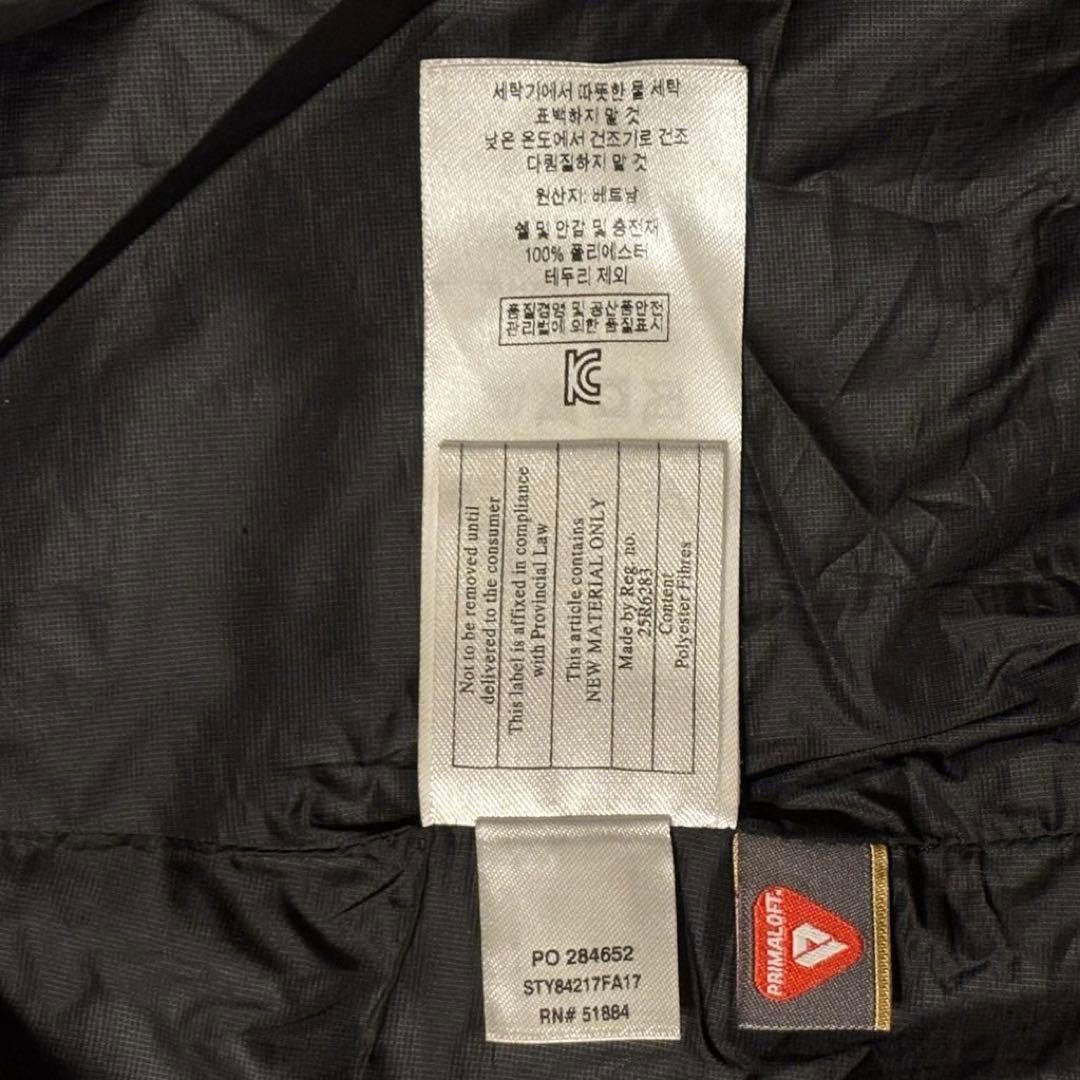 세탁기에서 따뜻한 물 세탁
표백하지 말 것
낮은 온도에서 건조기로 건조
다림질하지 말 것
원산지: 베트남
쉘 및 안감 및 충전재
100% 폴리에스터
테두리 제외
품질경영 및 공산품안전
관리법에 의한 품질표시
KC
Not to be removed until
delivered to the consumer
This label is affixed in compliance
with Provincial Law
This article contains
NEW MATERIAL ONLY
Made by Reg no.
25R6283
Content
Polyester Fibres
PO 284652
STY84217FA17
RN# 51884
PRIMALOFT